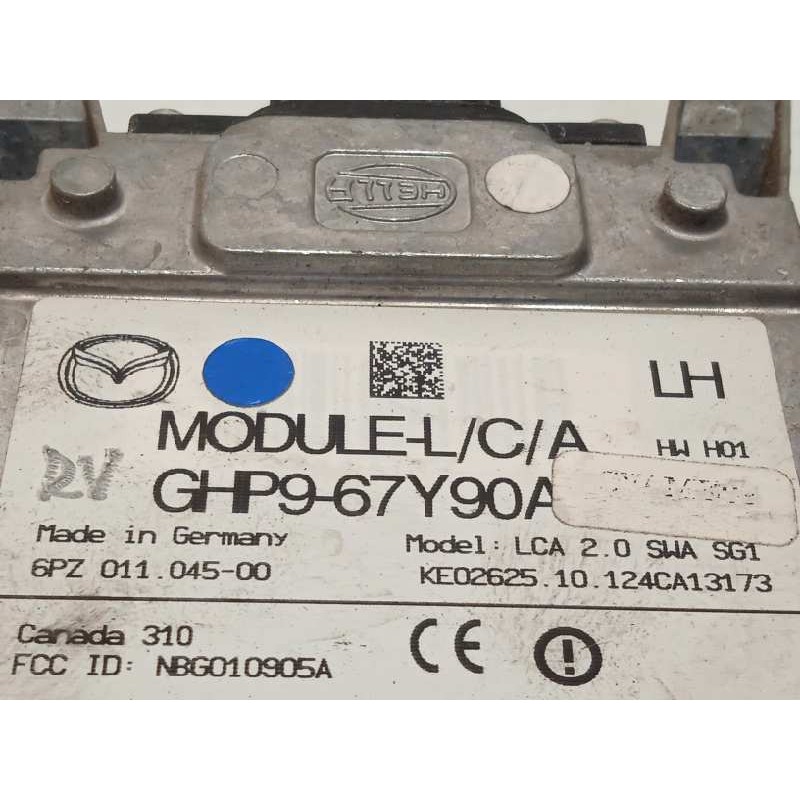 HELLA
LH
MODULE-L/C/A
HW H01
RV
GHP9-67Y90A
Made in Germany
Model: LCA 2.0 SWA SG1
6PZ 011.045-00
KE02625.10.124CA13173
Canada 310
FCC ID: NBG010905A
CE